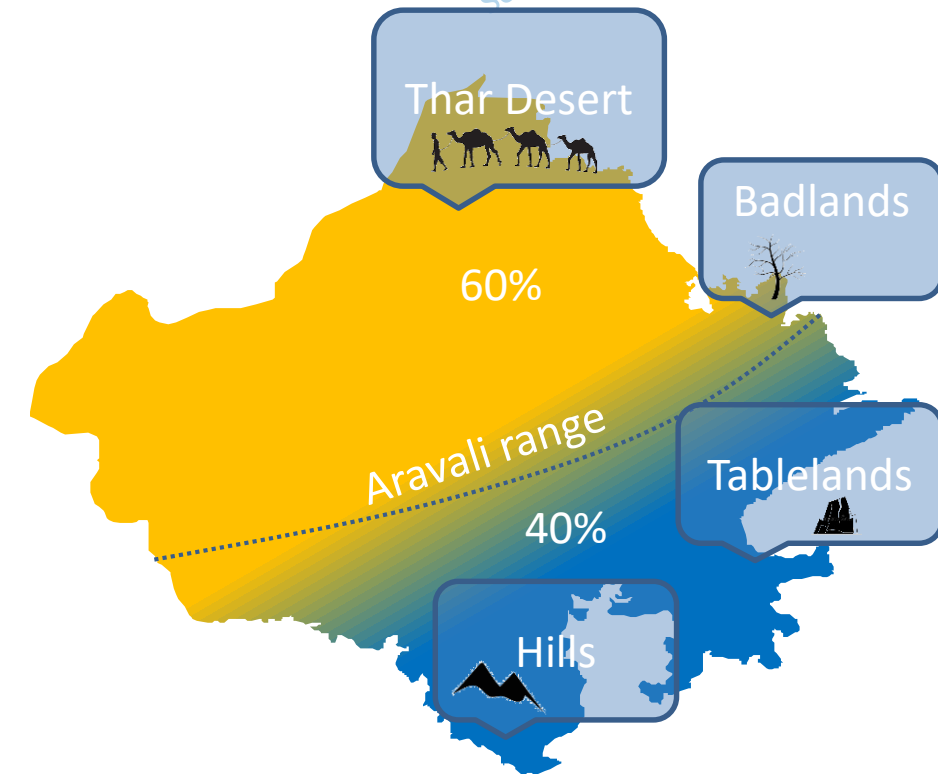 Thar Desert
Badlands
60%
Aravali range
Tablelands
40%
Hills